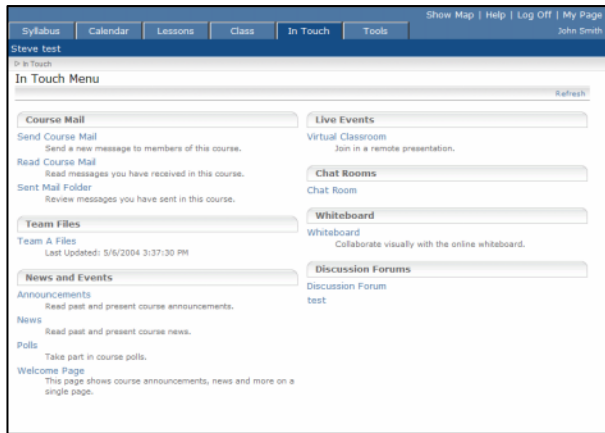 Show Map | Help | Log Off | My Page
Syllabus Calendar Lessons Class In Touch Tools John Smith
Steve test
In Touch
In Touch Menu
Refresh
Course Mail
Send Course Mail
Send a new message to members of this course.
Read Course Mail
Read messages you have received in this course.
Sent Mail Folder
Review messages you have sent in this course.
Team Files
Team A Files
Last Updated: 5/6/2004 3:37:30 PM
News and Events
Announcements
Read past and present course announcements.
News
Read past and present course news.
Polls
Take part in course polls.
Welcome Page
This page shows course announcements, news and more on a
single page.
Live Events
Virtual Classroom
Join in a remote presentation.
Chat Rooms
Chat Room
Whiteboard
Whiteboard
Collaborate visually with the online whiteboard.
Discussion Forums
Discussion Forum
test